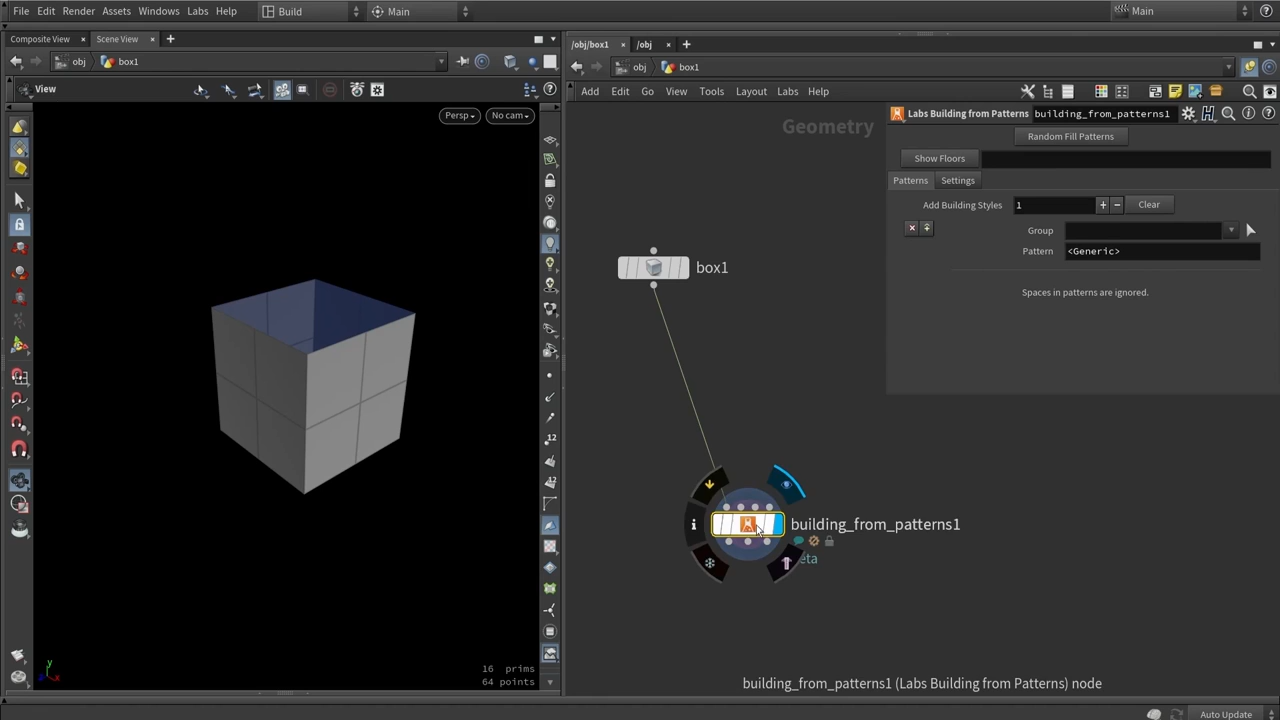 File Edit Render Assets Windows Labs Help Build Main Main
Composite View Scene View
/obj/box1 /obj
obj box1
obj box1
View
Add Edit Go View Tools Layout Labs Help
Persp No cam
Geometry
Labs Building from Patterns building_from_patterns1
Random Fill Patterns
Show Floors
Patterns Settings
Add Building Styles 1 Clear
Group
Pattern <Generic>
Spaces in patterns are ignored.
box1
12
12
building_from_patterns1
eta
y
z x
16 prims
64 points
building_from_patterns1 (Labs Building from Patterns) node
Auto Update